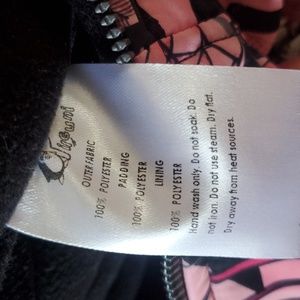 OUTER FABRIC
100% POLYESTER
PADDING
100% POLYESTER
LINING
100% POLYESTER
Hand wash only. Do not soak. Do
not iron. Do not use steam. Dry flat.
Dry away from heat sources.